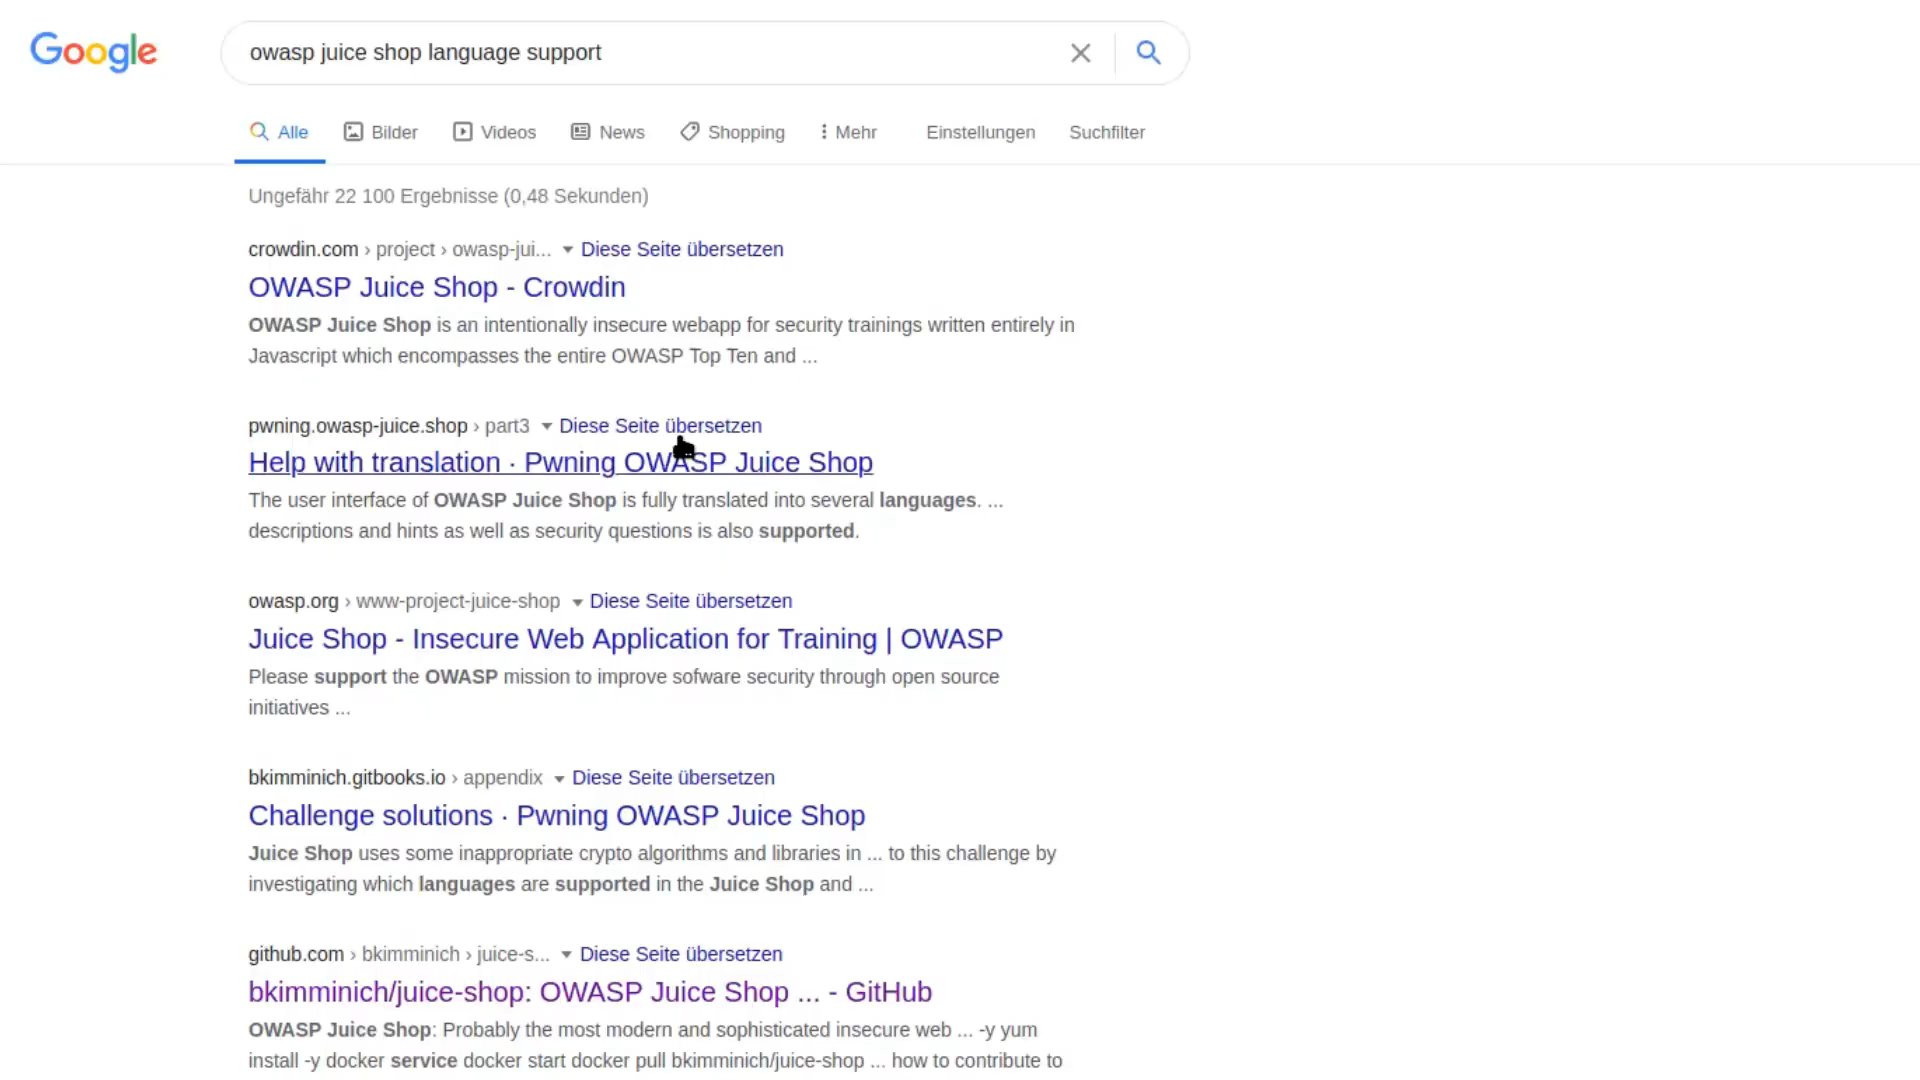 Google
owasp juice shop language support
Alle Bilder Videos News Shopping Mehr Einstellungen Suchfilter
Ungefähr 22 100 Ergebnisse (0,48 Sekunden)
crowdin.com › project › owasp-jui... Diese Seite übersetzen
OWASP Juice Shop - Crowdin
OWASP Juice Shop is an intentionally insecure webapp for security trainings written entirely in
Javascript which encompasses the entire OWASP Top Ten and ...
pwning.owasp-juice.shop › part3 Diese Seite übersetzen
Help with translation · Pwning OWASP Juice Shop
The user interface of OWASP Juice Shop is fully translated into several languages. ...
descriptions and hints as well as security questions is also supported.
owasp.org › www-project-juice-shop Diese Seite übersetzen
Juice Shop - Insecure Web Application for Training | OWASP
Please support the OWASP mission to improve sofware security through open source
initiatives ...
bkimminich.gitbooks.io › appendix Diese Seite übersetzen
Challenge solutions · Pwning OWASP Juice Shop
Juice Shop uses some inappropriate crypto algorithms and libraries in ... to this challenge by
investigating which languages are supported in the Juice Shop and ...
github.com › bkimminich › juice-s... Diese Seite übersetzen
bkimminich/juice-shop: OWASP Juice Shop ... - GitHub
OWASP Juice Shop: Probably the most modern and sophisticated insecure web ... -y yum
install -y docker service docker start docker pull bkimminich/juice-shop ... how to contribute to